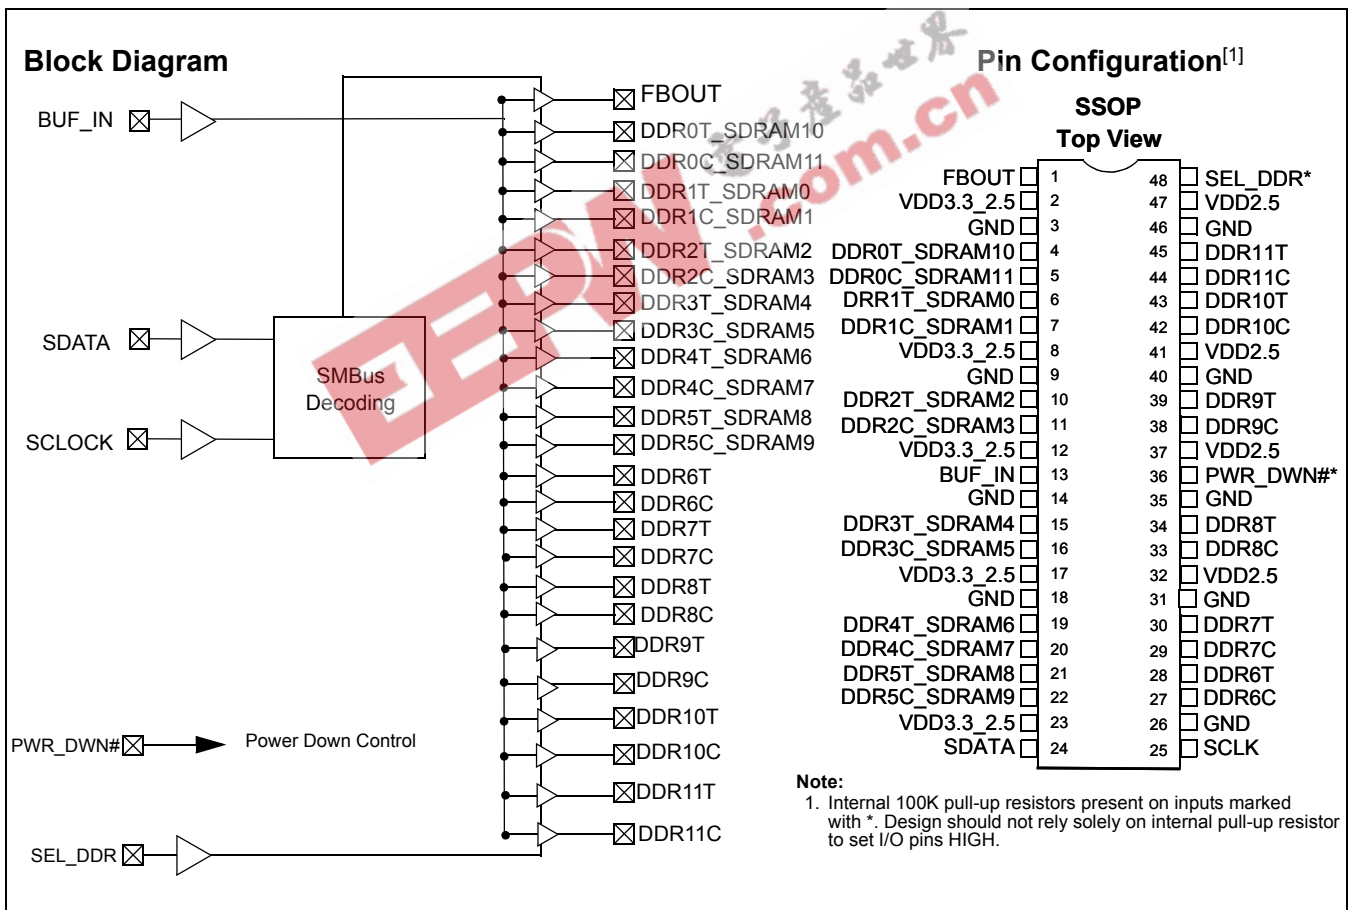 Block Diagram
BUF_IN
SDATA
SCLOCK
SMBus
Decoding
PWR_DWN#
Power Down Control
SEL_DDR
FBOUT
DDR0T_SDRAM10
DDR0C_SDRAM11
DDR1T_SDRAM0
DDR1C_SDRAM1
DDR2T_SDRAM2
DDR2C_SDRAM3
DDR3T_SDRAM4
DDR3C_SDRAM5
DDR4T_SDRAM6
DDR4C_SDRAM7
DDR5T_SDRAM8
DDR5C_SDRAM9
DDR6T
DDR6C
DDR7T
DDR7C
DDR8T
DDR8C
DDR9T
DDR9C
DDR10T
DDR10C
DDR11T
DDR11C
Pin Configuration[1]
SSOP
Top View
FBOUT 1 48 SEL_DDR*
VDD3.3_2.5 2 47 VDD2.5
GND 3 46 GND
DDR0T_SDRAM10 4 45 DDR11T
DDR0C_SDRAM11 5 44 DDR11C
DRR1T_SDRAM0 6 43 DDR10T
DDR1C_SDRAM1 7 42 DDR10C
VDD3.3_2.5 8 41 VDD2.5
GND 9 40 GND
DDR2T_SDRAM2 10 39 DDR9T
DDR2C_SDRAM3 11 38 DDR9C
VDD3.3_2.5 12 37 VDD2.5
BUF_IN 13 36 PWR_DWN#*
GND 14 35 GND
DDR3T_SDRAM4 15 34 DDR8T
DDR3C_SDRAM5 16 33 DDR8C
VDD3.3_2.5 17 32 VDD2.5
GND 18 31 GND
DDR4T_SDRAM6 19 30 DDR7T
DDR4C_SDRAM7 20 29 DDR7C
DDR5T_SDRAM8 21 28 DDR6T
DDR5C_SDRAM9 22 27 DDR6C
VDD3.3_2.5 23 26 GND
SDATA 24 25 SCLK
Note:
1. Internal 100K pull-up resistors present on inputs marked
with *. Design should not rely solely on internal pull-up resistor
to set I/O pins HIGH.
EEPW.com.cn
电子产品世界